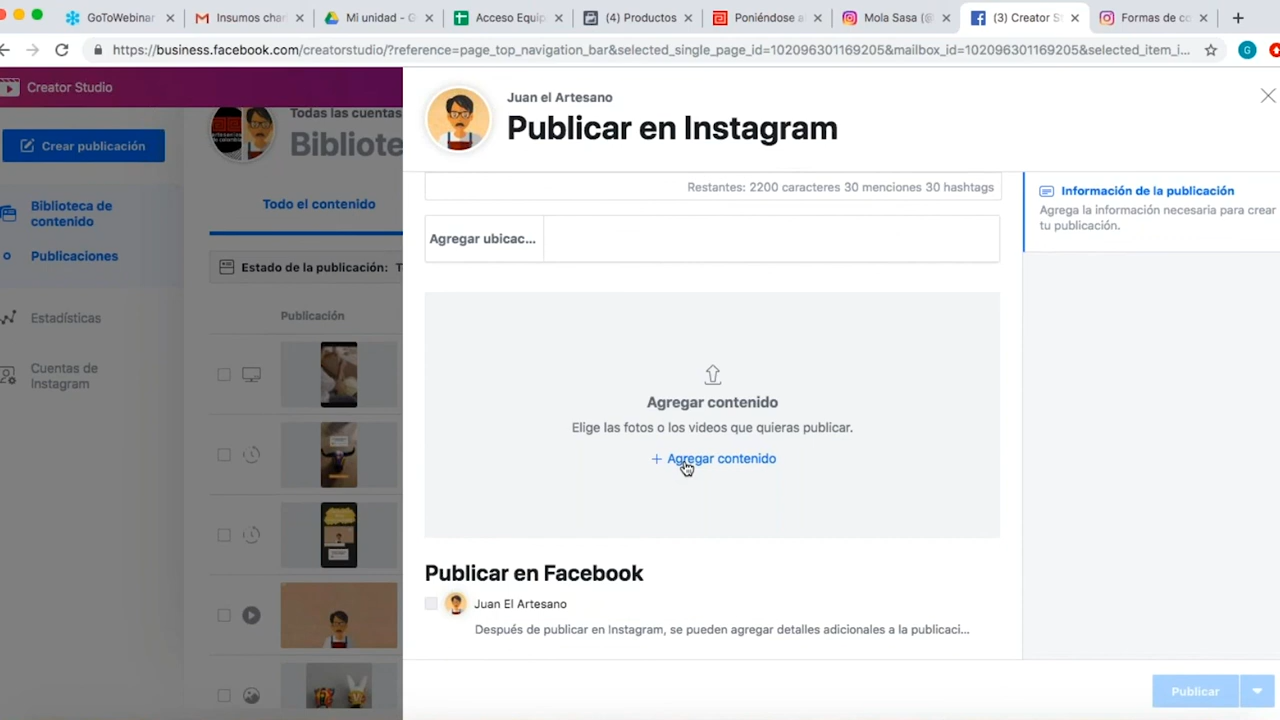 GoToWebinar
Insumos char
Mi unidad - G
Acceso Equip
(4) Productos
Poniéndose a
Mola Sasa (@
(3) Creator S
Formas de co
https://business.facebook.com/creatorstudio/?reference=page_top_navigation_bar&selected_single_page_id=102096301169205&mailbox_id=102096301169205&selected_item_i...
G
Creator Studio
Crear publicación
Biblioteca de
contenido
Publicaciones
Estadísticas
Cuentas de
Instagram
Todas las cuentas
Bibliote
Todo el contenido
Estado de la publicación: T
Publicación
Juan el Artesano
Publicar en Instagram
Restantes: 2200 caracteres 30 menciones 30 hashtags
Agregar ubicac...
Agregar contenido
Elige las fotos o los videos que quieras publicar.
+ Agregar contenido
Publicar en Facebook
Juan El Artesano
Después de publicar en Instagram, se pueden agregar detalles adicionales a la publicaci...
Información de la publicación
Agrega la información necesaria para crear
tu publicación.
Publicar